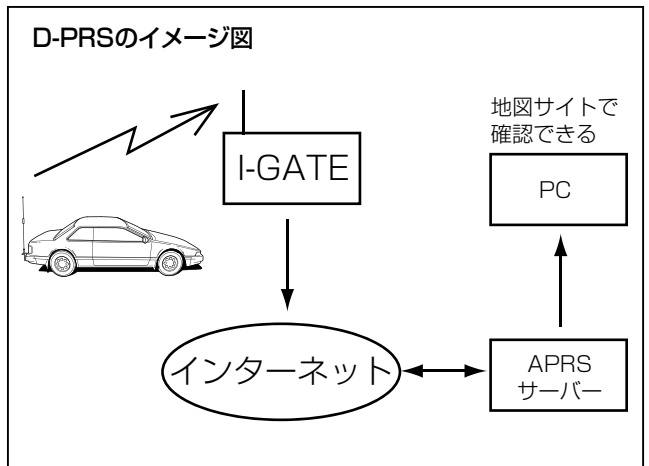 D-PRSのイメージ図
地図サイトで
確認できる
I-GATE
PC
インターネット
APRS
サーバー